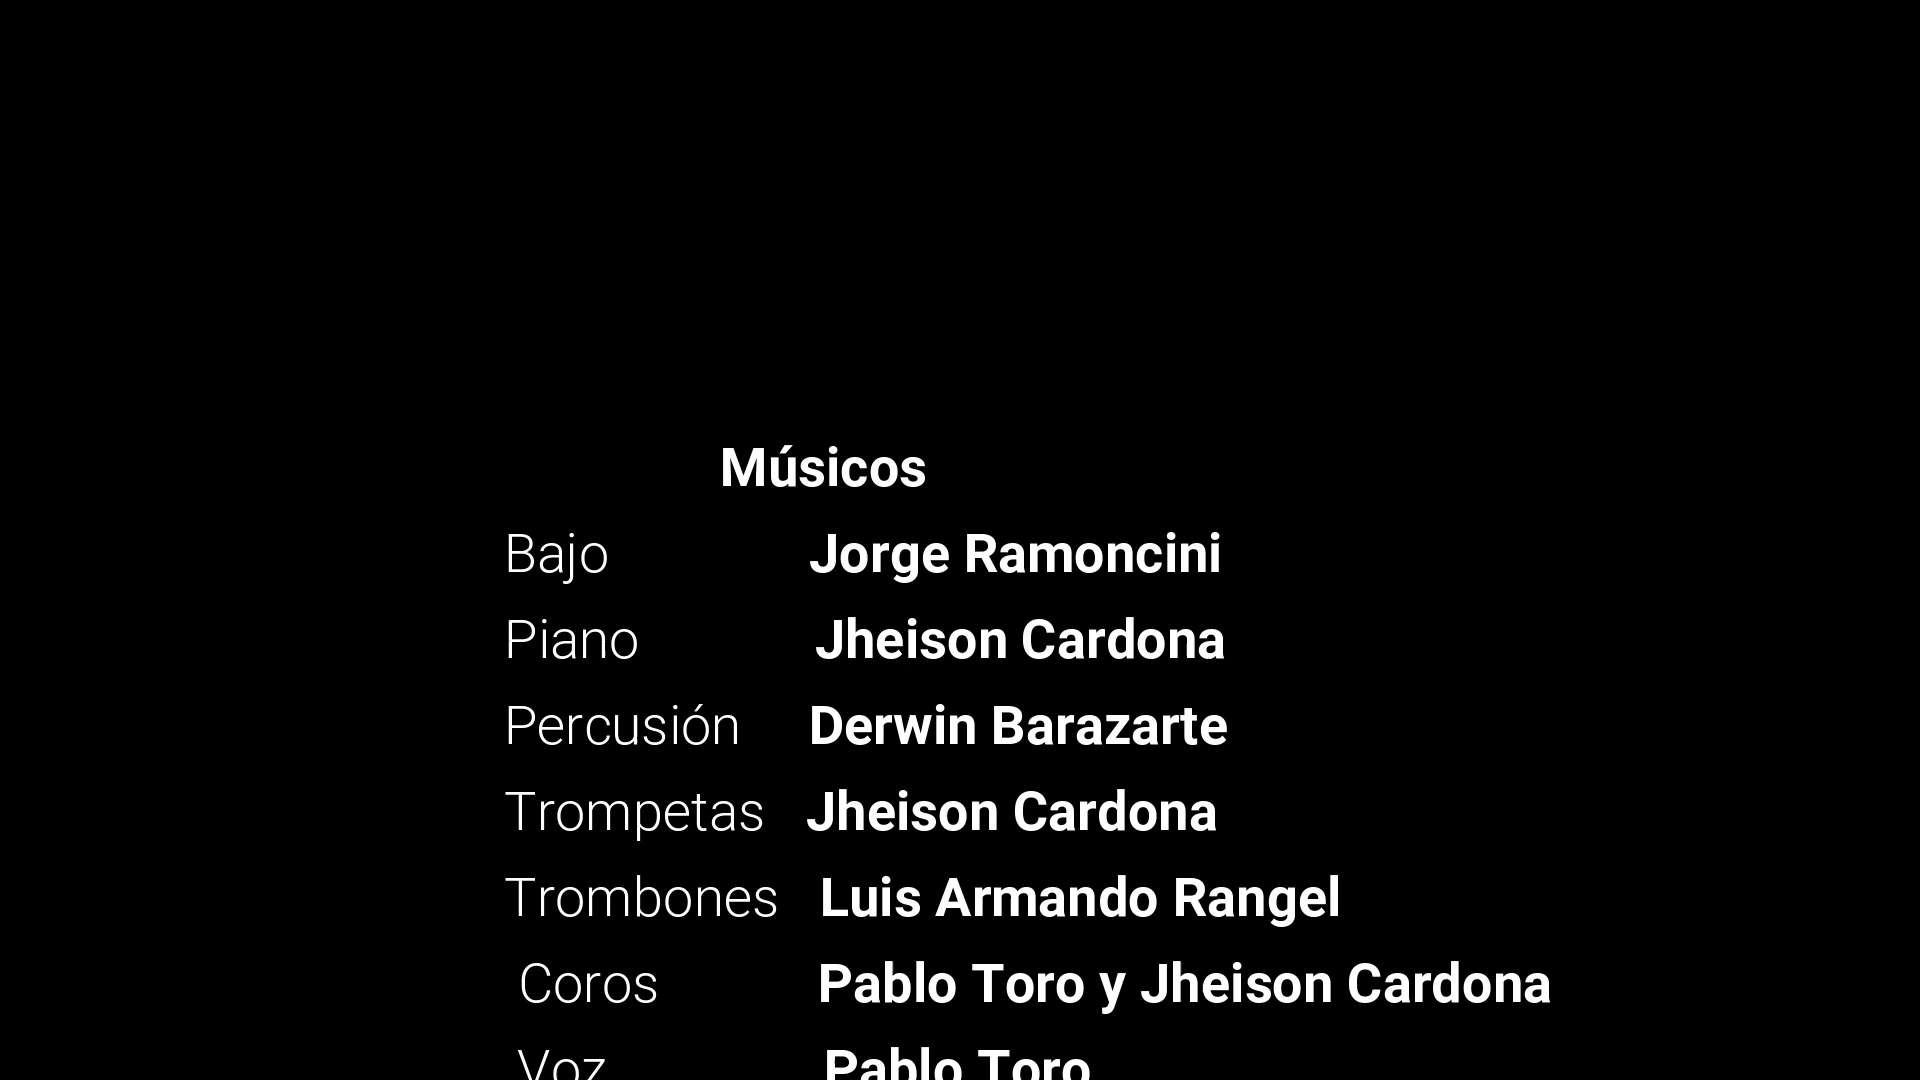 Músicos
Bajo Jorge Ramoncini
Piano Jheison Cardona
Percusión Derwin Barazarte
Trompetas Jheison Cardona
Trombones Luis Armando Rangel
Coros Pablo Toro y Jheison Cardona
Voz Pablo Toro